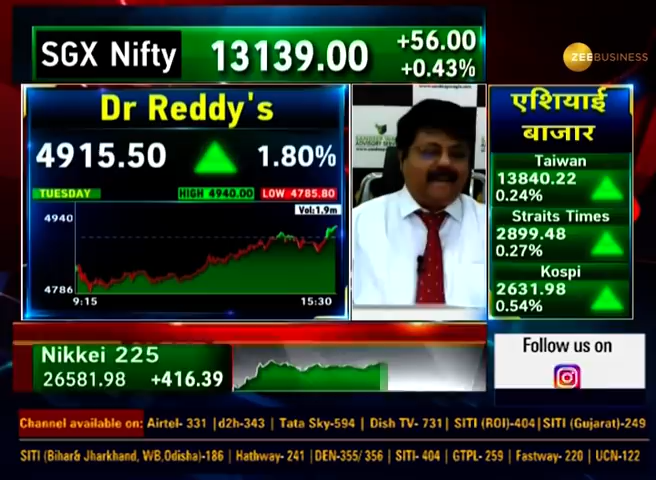 SGX Nifty 13139.00 +56.00
+0.43%
ZEE BUSINESS
Dr Reddy's
4915.50 1.80%
TUESDAY HIGH 4940.00 LOW 4785.80
Vol:1.9m
4940
4786
9:15 15:30
एशियाई
बाजार
Taiwan
13840.22
0.24%
Straits Times
2899.48
0.27%
Kospi
2631.98
0.54%
Nikkei 225
26581.98 +416.39
Follow us on
Channel available on: Airtel- 331 |d2h-343 | Tata Sky-594 | Dish TV- 731| SITI (ROI)-404|SITI (Gujarat)-249
SITI (Bihar& Jharkhand, WB,Odisha)-186 | Hathway- 241 |DEN-355/ 356 | SITI- 404 | GTPL- 259 | Fastway- 220 | UCN-122